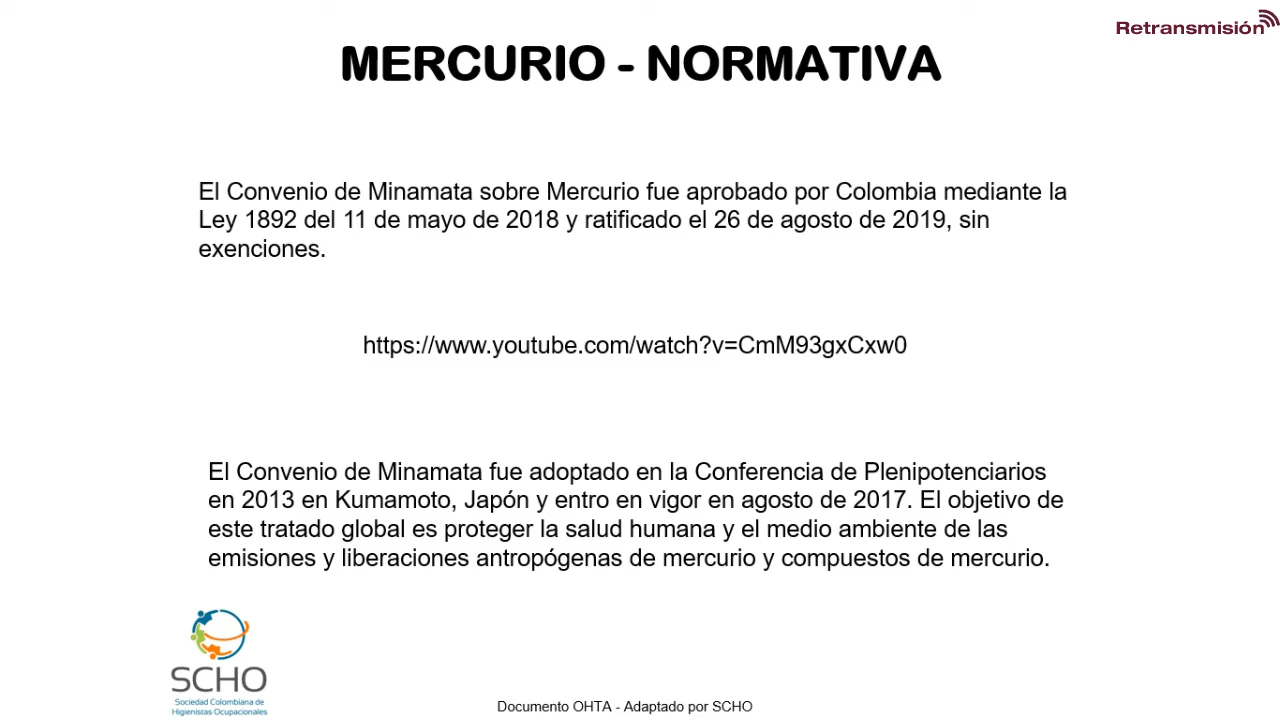 Retransmisión
MERCURIO - NORMATIVA
El Convenio de Minamata sobre Mercurio fue aprobado por Colombia mediante la
Ley 1892 del 11 de mayo de 2018 y ratificado el 26 de agosto de 2019, sin
exenciones.
https://www.youtube.com/watch?v=CmM93gxCxw0
El Convenio de Minamata fue adoptado en la Conferencia de Plenipotenciarios
en 2013 en Kumamoto, Japón y entro en vigor en agosto de 2017. El objetivo de
este tratado global es proteger la salud humana y el medio ambiente de las
emisiones y liberaciones antropógenas de mercurio y compuestos de mercurio.
SCHO
Sociedad Colombiana de
Higienistas Ocupacionales
Documento OHTA - Adaptado por SCHO